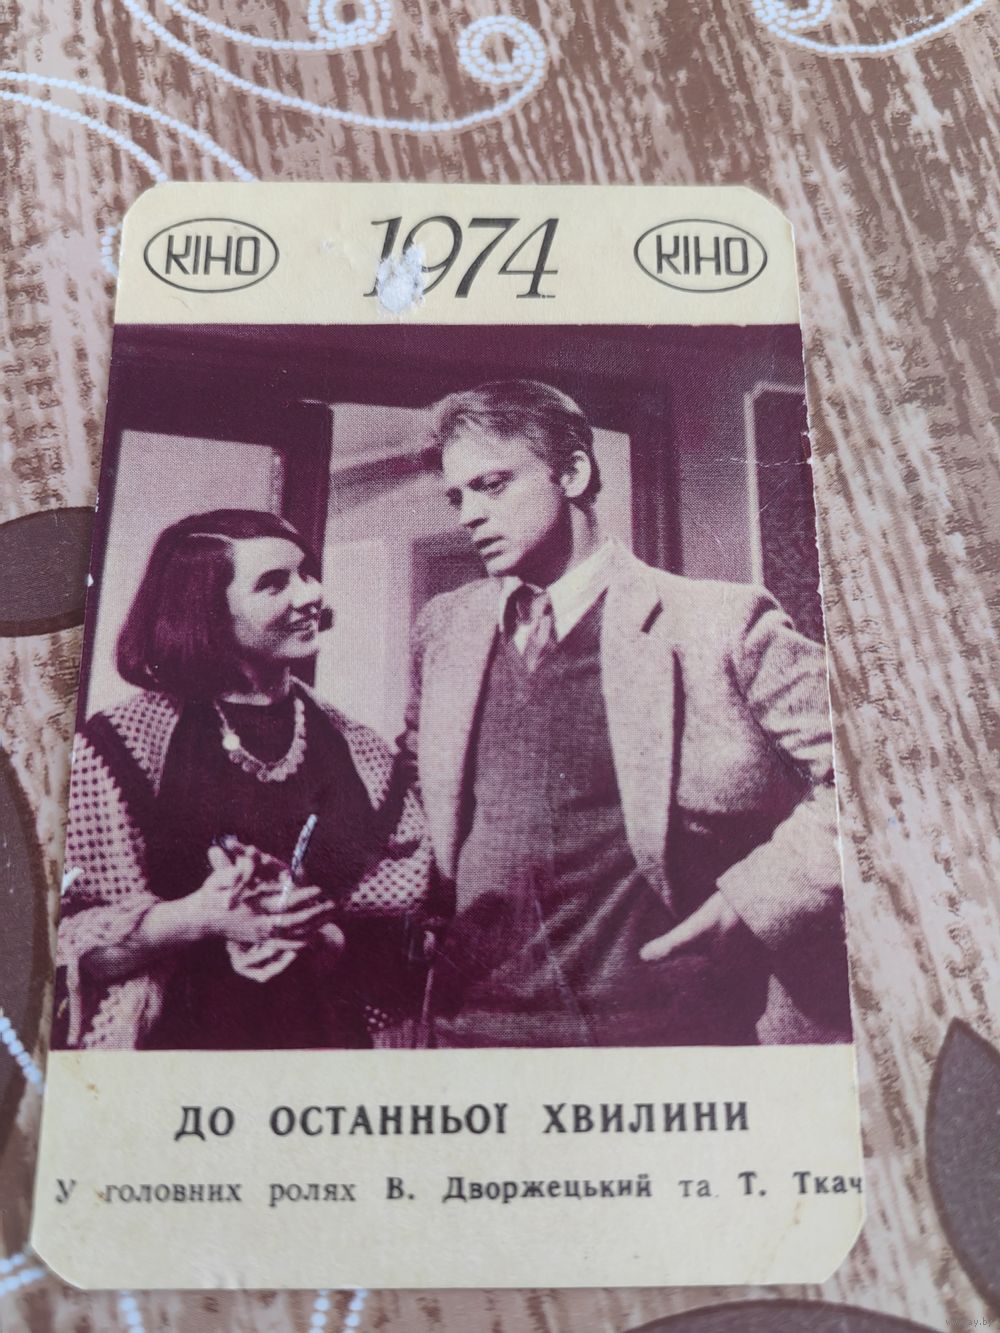 КІНО 1974 КІНО
ДО ОСТАННЬОЇ ХВИЛИНИ
У головних ролях В. Дворжецький та Т. Ткач